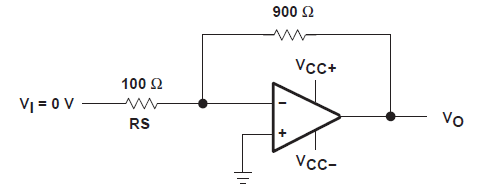 900 Ω
VCC+
100 Ω
VI = 0 V
RS
−
+
VO
VCC−